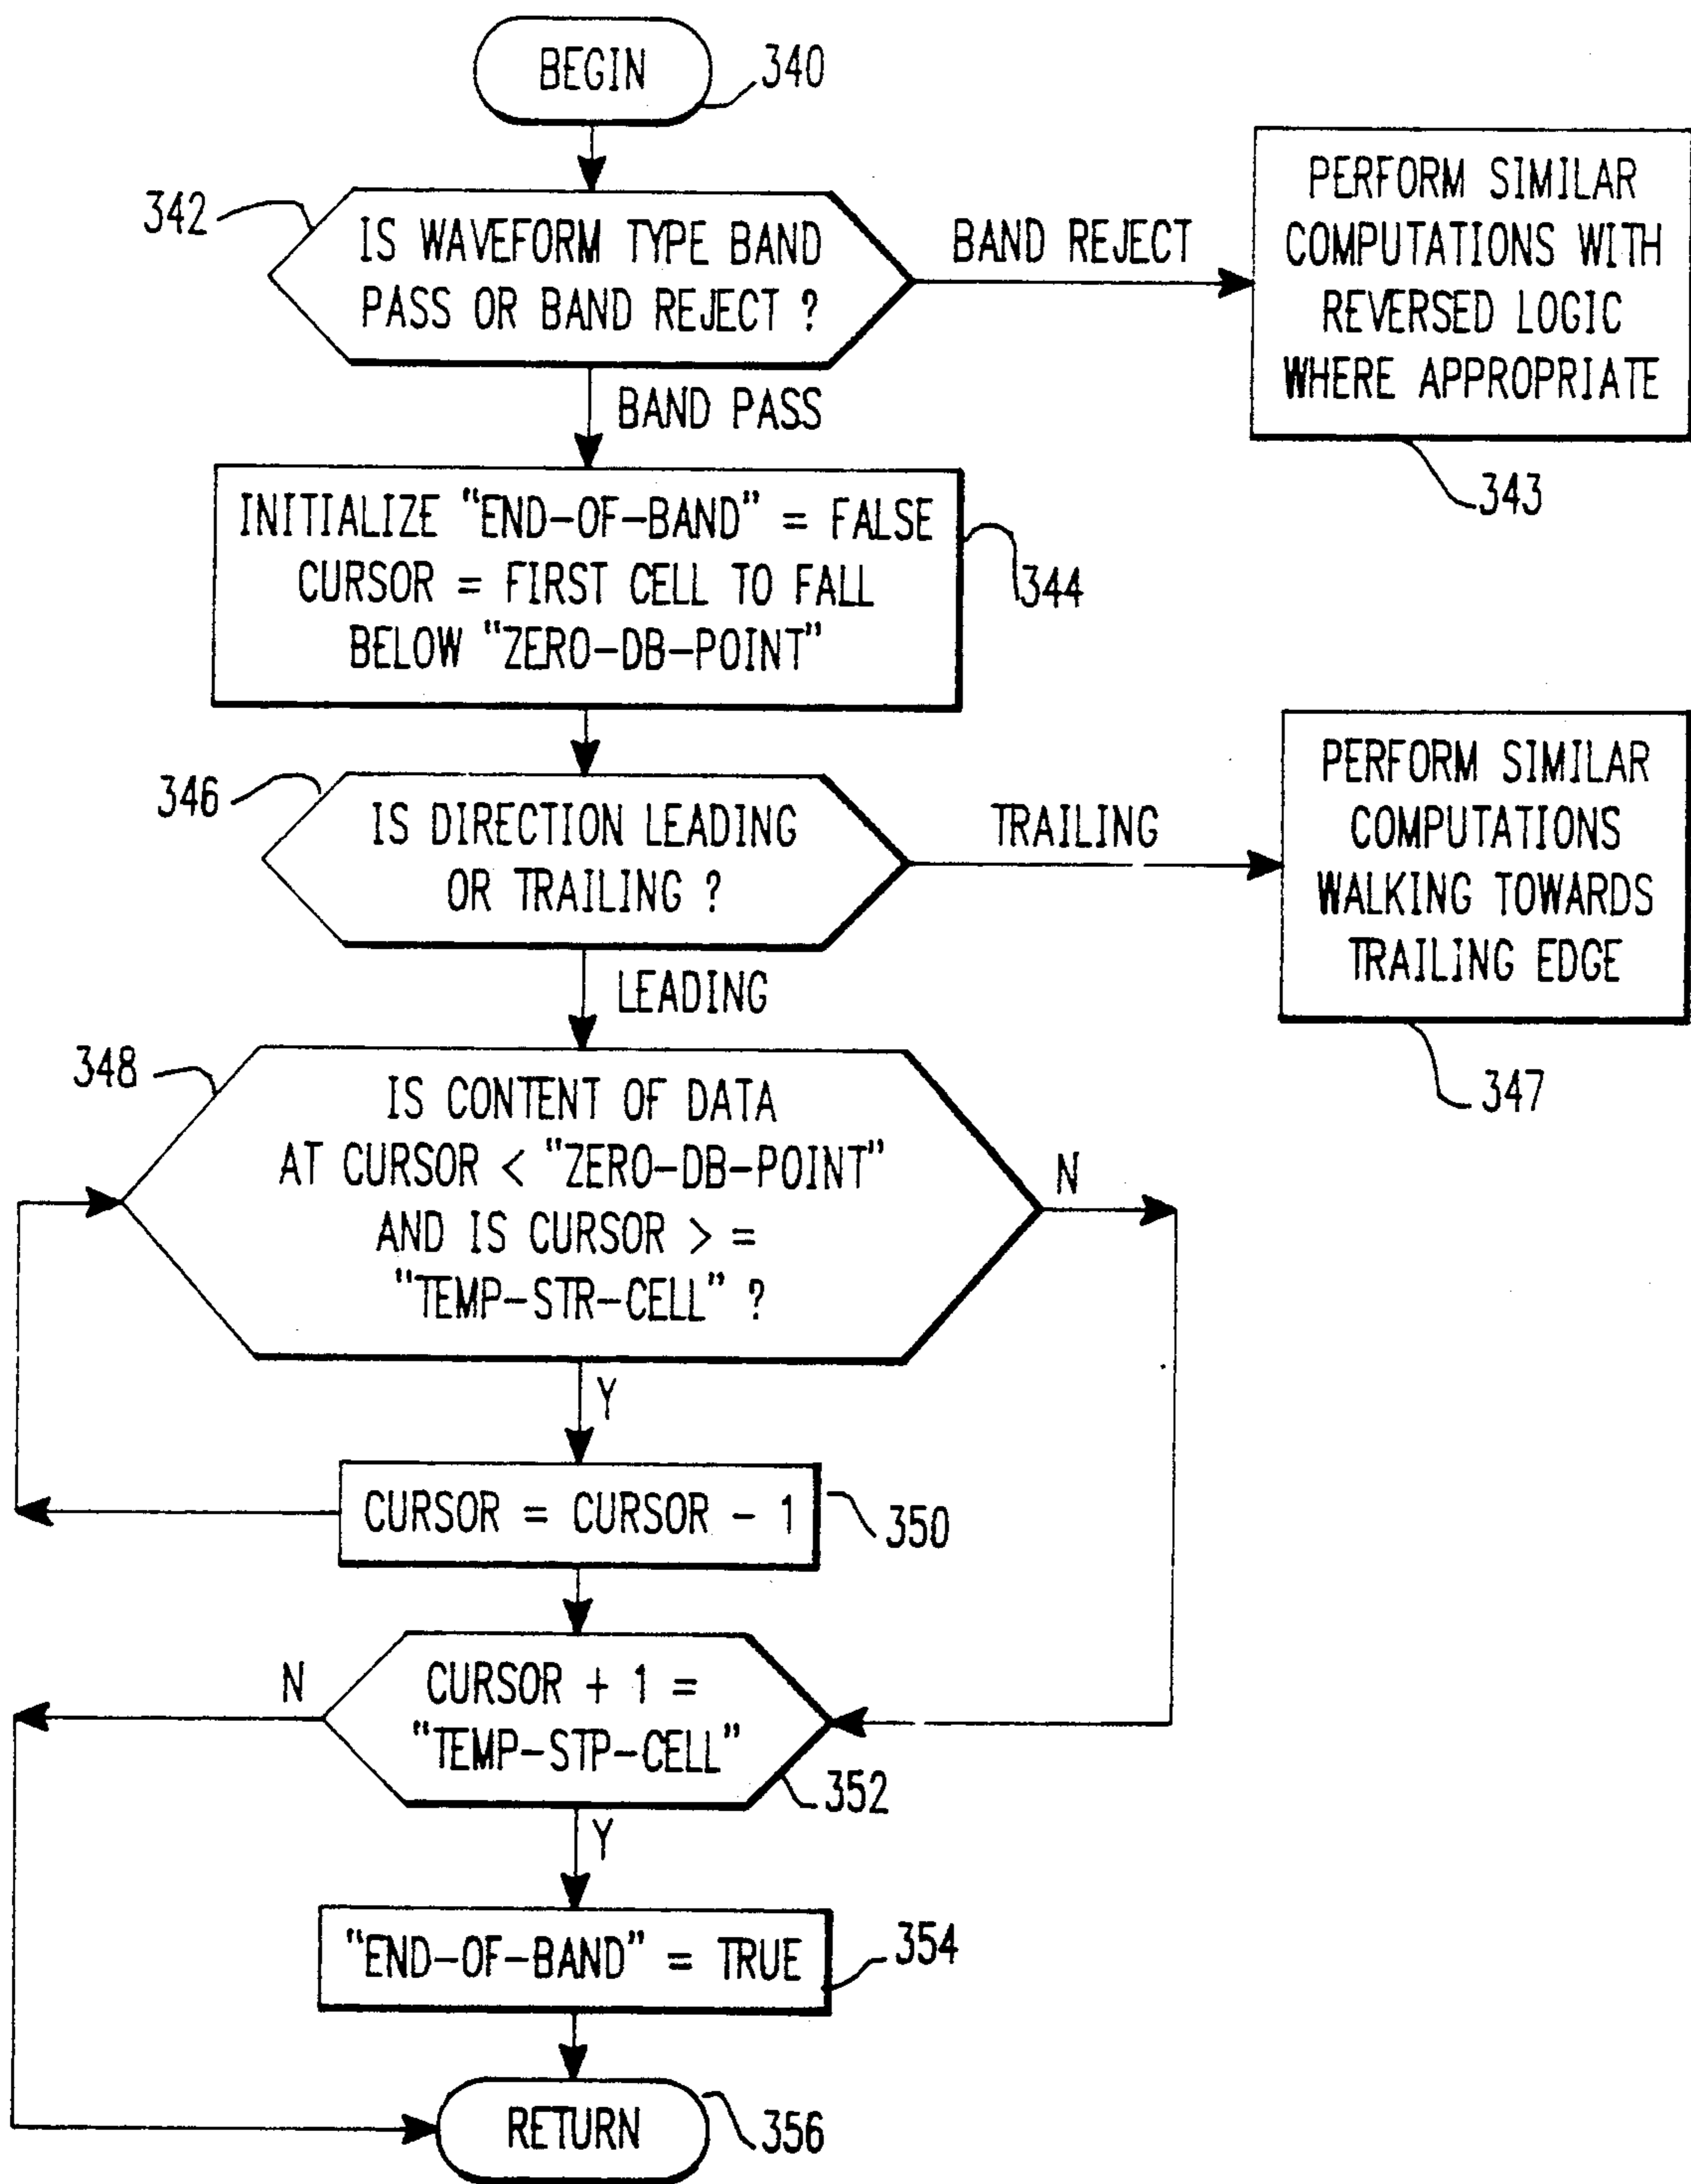 BEGIN
340
342
IS WAVEFORM TYPE BAND
PASS OR BAND REJECT ?
BAND REJECT
PERFORM SIMILAR
COMPUTATIONS WITH
REVERSED LOGIC
WHERE APPROPRIATE
343
BAND PASS
INITIALIZE "END-OF-BAND" = FALSE
CURSOR = FIRST CELL TO FALL
BELOW "ZERO-DB-POINT"
344
346
IS DIRECTION LEADING
OR TRAILING ?
TRAILING
PERFORM SIMILAR
COMPUTATIONS
WALKING TOWARDS
TRAILING EDGE
347
LEADING
348
IS CONTENT OF DATA
AT CURSOR < "ZERO-DB-POINT"
AND IS CURSOR > =
"TEMP-STR-CELL" ?
N
Y
CURSOR = CURSOR - 1
350
N
CURSOR + 1 =
"TEMP-STP-CELL"
352
Y
"END-OF-BAND" = TRUE
354
RETURN
356